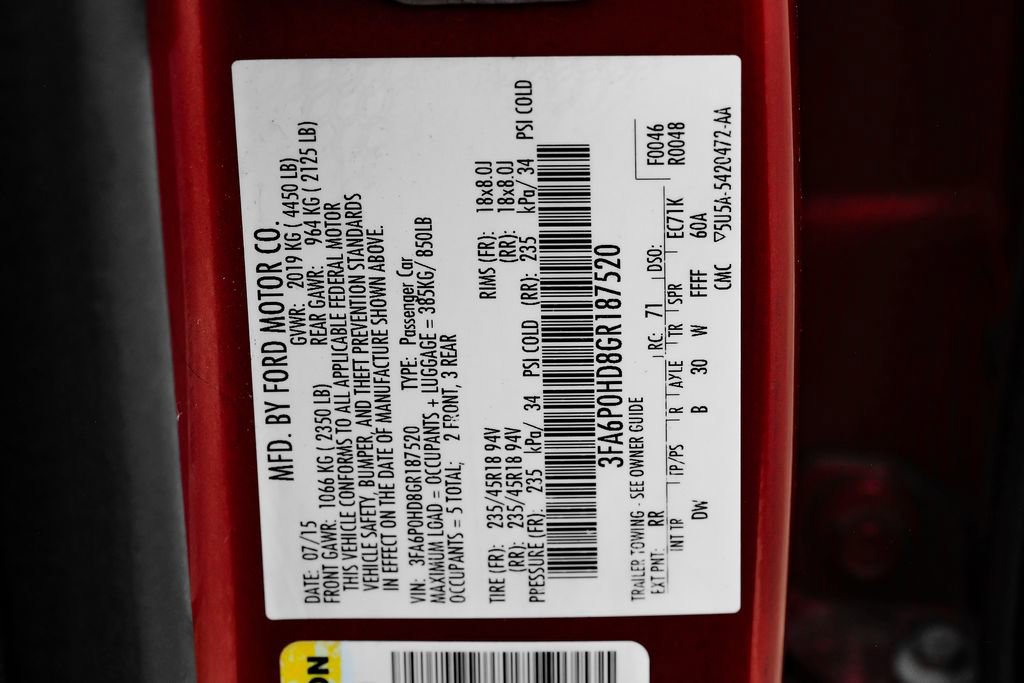 MFD. BY FORD MOTOR CO.
DATE: 07/15 GVWR: 2019 KG ( 4450 LB)
FRONT GAWR: 1066 KG ( 2350 LB) REAR GAWR: 964 KG ( 2125 LB)
THIS VEHICLE CONFORMS TO ALL APPLICABLE FEDERAL MOTOR
VEHICLE SAFETY, BUMPER, AND THEFT PREVENTION STANDARDS
IN EFFECT ON THE DATE OF MANUFACTURE SHOWN ABOVE.
VIN: 3FA6P0HD8GR187520 TYPE: Passenger Car
MAXIMUM LOAD = OCCUPANTS + LUGGAGE = 385KG/ 850LB
OCCUPANTS = 5 TOTAL; 2 FRONT, 3 REAR
TIRE (FR): 235/45R18 94V RIMS (FR): 18x8.0J
(RR): 235/45R18 94V (RR): 18x8.0J
PPESSURE (FR): 235 kPa/ 34 PSI COLD (RR): 235 kPa/ 34 PSI COLD
3FA6P0HD8GR187520
TRAILER TOWING - SEE OWNER GUIDE F0046
EXT PNT: RR RC: 71 DSO: R0048
INT TR TP/PS R AXLE TR SPR EC71K
DW B 30 W FFF 60A
CMC ▽5U5A-5420472-AA
ON